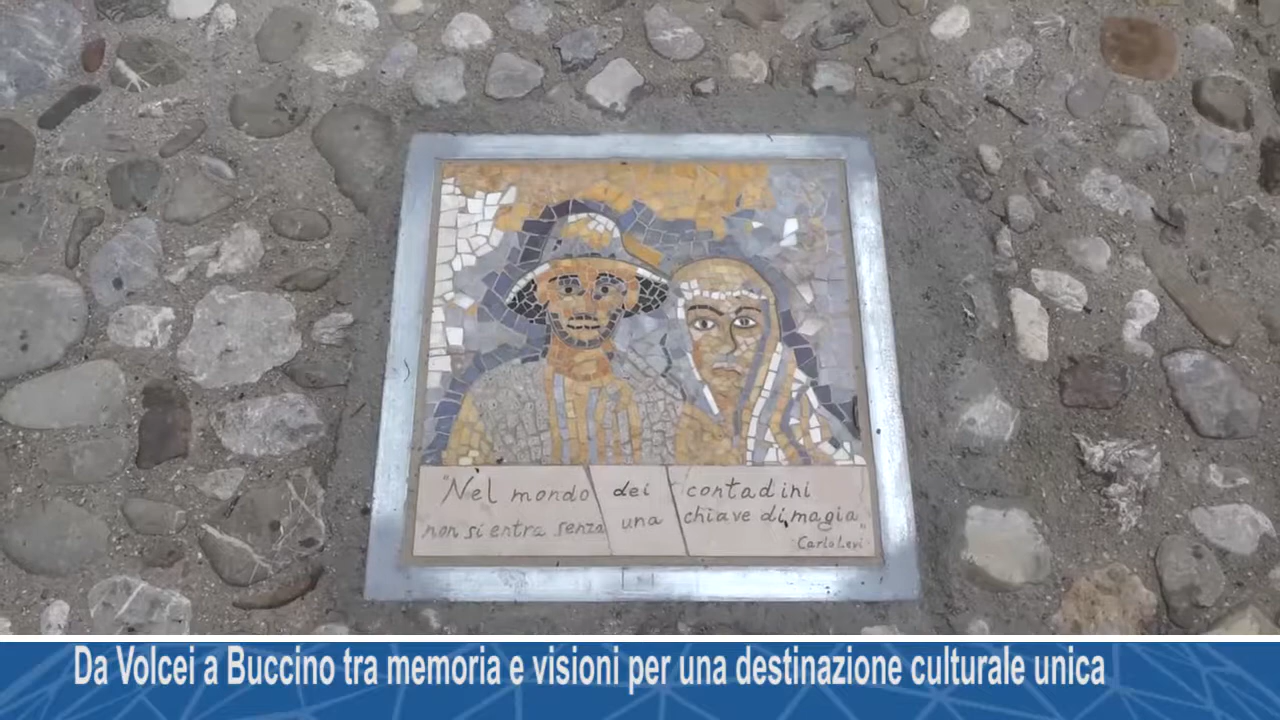 "Nel mondo dei contadini
non si entra senza una chiave di magia"
Carlo Levi
Da Volcei a Buccino tra memoria e visioni per una destinazione culturale unica